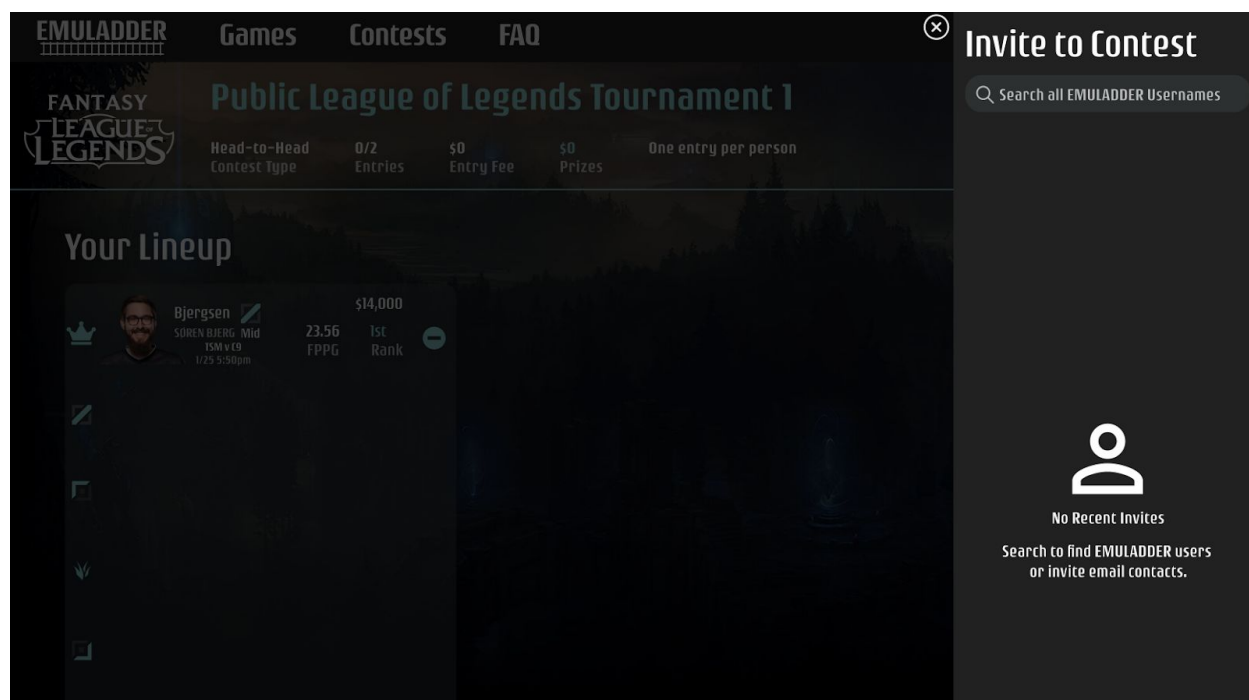 EMULADDER Games Contests FAQ
Invite to Contest
Search all EMULADDER Usernames
FANTASY
LEAGUE OF
LEGENDS
Public League of Legends Tournament 1
Head-to-Head 0/2 $0 $0 One entry per person
Contest Type Entries Entry Fee Prizes
Your Lineup
Bjergsen $14,000
SOREN BJERG Mid 23.56 1st
TSM v C9 FPPG Rank
1/25 5:50pm
No Recent Invites
Search to find EMULADDER users
or invite email contacts.